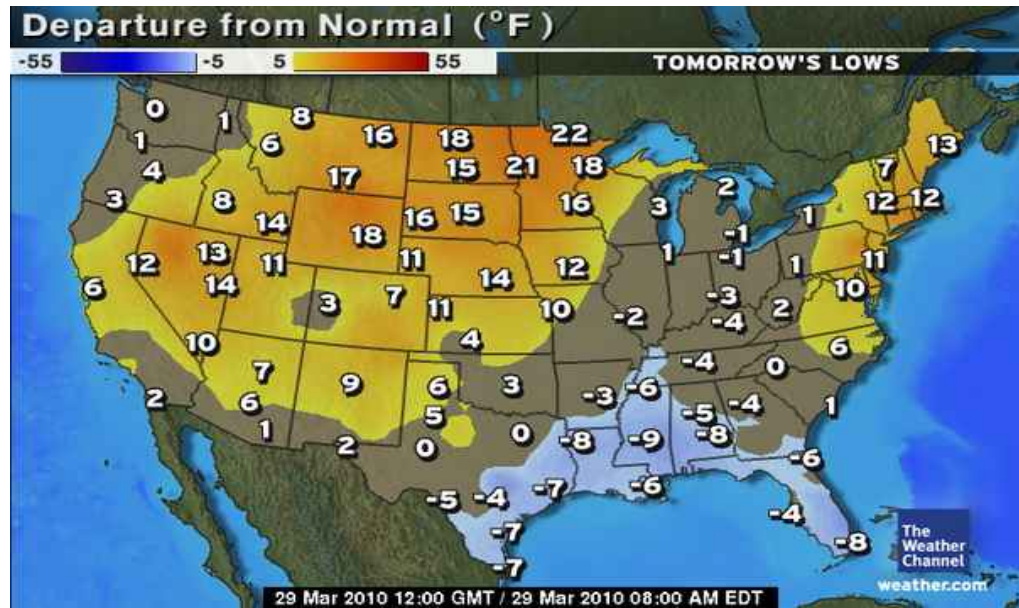 Departure from Normal (°F)
-55 -5 5 55 TOMORROW'S LOWS
0 1 8 16 18 22
1 6 13
4 17 15 21 18 7
3 8 16 15 16 3 2 12 12
14 1
12 13 18 -1
11 11 12 1 -1 1 11
6 14 3 7 14 10
11 10 -3 2
10 4 -2 -4 6
7 9 6 3 -4 0
2 6 5 -3 -6 -4 1
1 2 0 0 -8 -9 -5 -8 -6
-5 -4 -7 -6 -4
-7 -8
-7
The
Weather
Channel
weather.com
29 Mar 2010 12:00 GMT / 29 Mar 2010 08:00 AM EDT